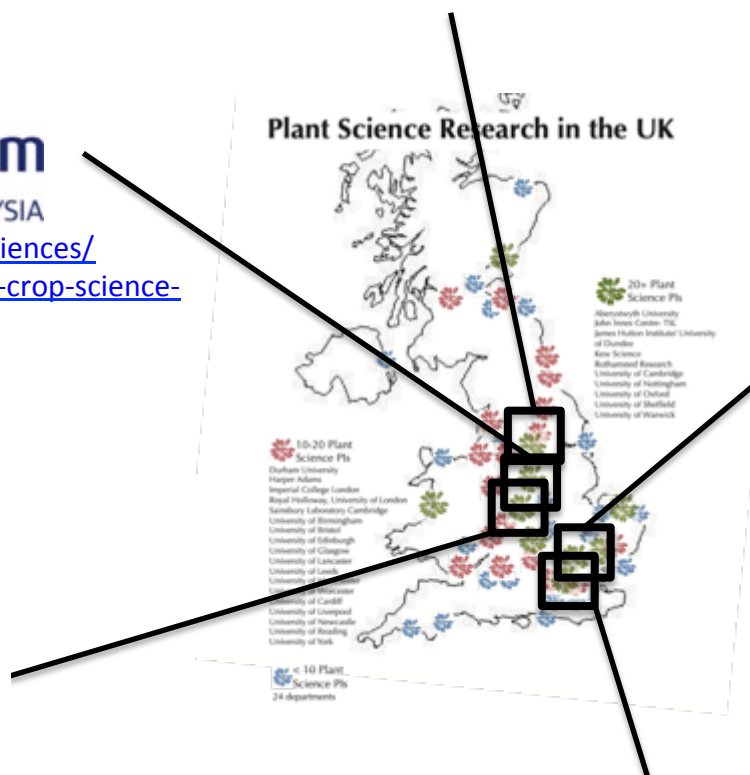 Plant Science Research in the UK
m
YSIA
iences/
-crop-science-
20+ Plant
Science PIs
Aberystwyth University
John Innes Centre- TSL
James Hutton Institute/ University
of Dundee
Kew Science
Rothamsted Research
University of Cambridge
University of Nottingham
University of Oxford
University of Sheffield
University of Warwick
10-20 Plant
Science PIs
Durham University
Harper Adams
Imperial College London
Royal Holloway, University of London
Sainsbury Laboratory Cambridge
University of Birmingham
University of Bristol
University of Edinburgh
University of Glasgow
University of Lancaster
University of Leeds
University of
University of Worcester
University of Cardiff
University of Liverpool
University of Newcastle
University of Reading
University of York
< 10 Plant
Science PIs
24 departments